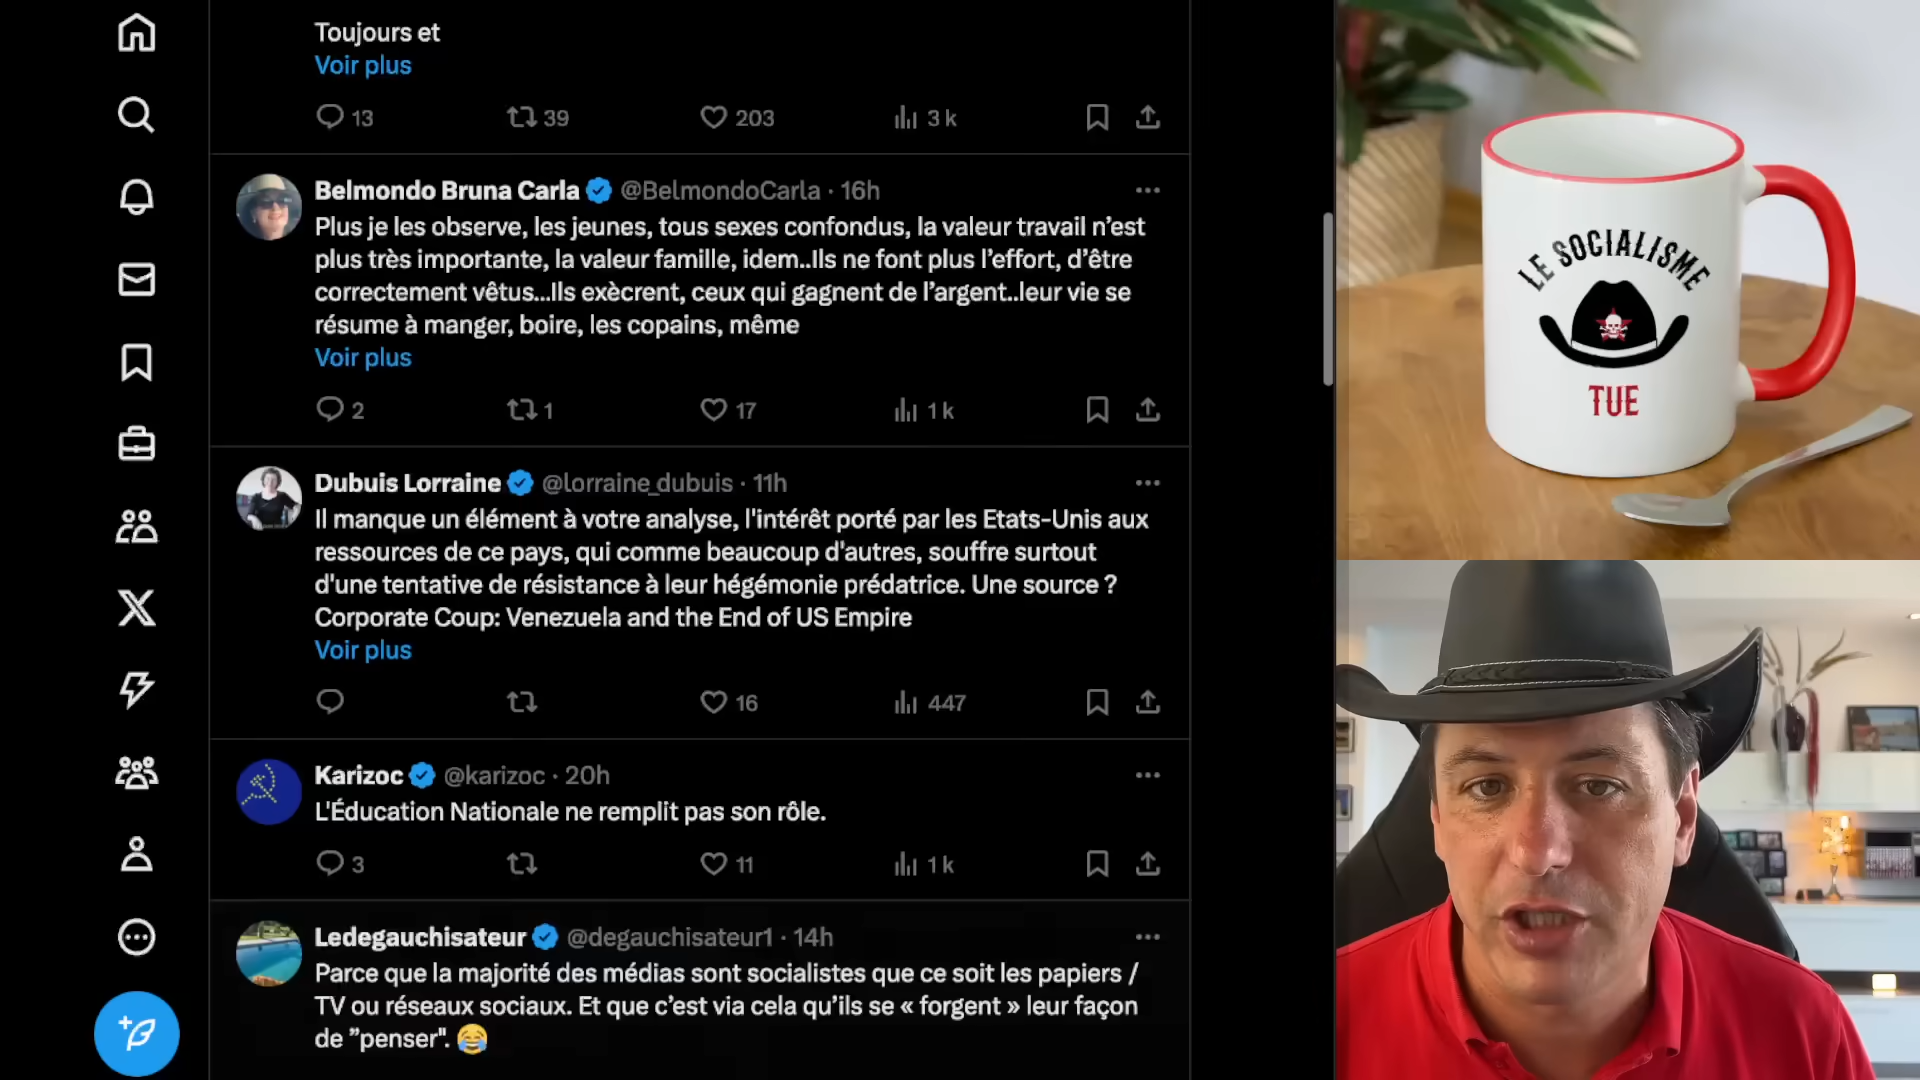 Toujours et
Voir plus
13
39
203
3 k
Belmondo Bruna Carla @BelmondoCarla · 16h
Plus je les observe, les jeunes, tous sexes confondus, la valeur travail n’est
plus très importante, la valeur famille, idem..Ils ne font plus l’effort, d’être
correctement vêtus...Ils exècrent, ceux qui gagnent de l’argent..leur vie se
résume à manger, boire, les copains, même
Voir plus
2
1
17
1 k
Dubuis Lorraine @lorraine_dubuis · 11h
Il manque un élément à votre analyse, l'intérêt porté par les Etats-Unis aux
ressources de ce pays, qui comme beaucoup d'autres, souffre surtout
d'une tentative de résistance à leur hégémonie prédatrice. Une source ?
Corporate Coup: Venezuela and the End of US Empire
Voir plus
16
447
Karizoc @karizoc · 20h
L'Éducation Nationale ne remplit pas son rôle.
3
11
1 k
Ledegauchisateur @degauchisateur1 · 14h
Parce que la majorité des médias sont socialistes que ce soit les papiers /
TV ou réseaux sociaux. Et que c’est via cela qu’ils se « forgent » leur façon
de ”penser". 😂
LE SOCIALISME
TUE